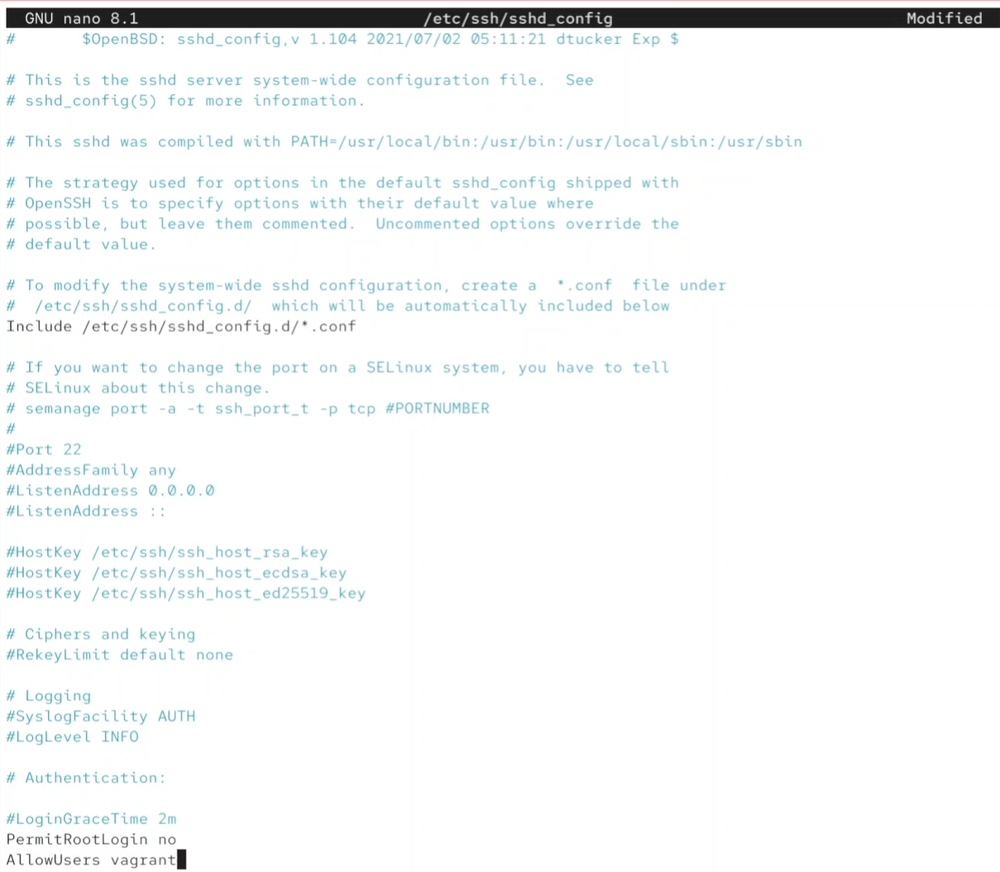 GNU nano 8.1 /etc/ssh/sshd_config Modified
# $OpenBSD: sshd_config,v 1.104 2021/07/02 05:11:21 dtucker Exp $
# This is the sshd server system-wide configuration file. See
# sshd_config(5) for more information.
# This sshd was compiled with PATH=/usr/local/bin:/usr/bin:/usr/local/sbin:/usr/sbin
# The strategy used for options in the default sshd_config shipped with
# OpenSSH is to specify options with their default value where
# possible, but leave them commented. Uncommented options override the
# default value.
# To modify the system-wide sshd configuration, create a *.conf file under
# /etc/ssh/sshd_config.d/ which will be automatically included below
Include /etc/ssh/sshd_config.d/*.conf
# If you want to change the port on a SELinux system, you have to tell
# SELinux about this change.
# semanage port -a -t ssh_port_t -p tcp #PORTNUMBER
#
#Port 22
#AddressFamily any
#ListenAddress 0.0.0.0
#ListenAddress ::
#HostKey /etc/ssh/ssh_host_rsa_key
#HostKey /etc/ssh/ssh_host_ecdsa_key
#HostKey /etc/ssh/ssh_host_ed25519_key
# Ciphers and keying
#RekeyLimit default none
# Logging
#SyslogFacility AUTH
#LogLevel INFO
# Authentication:
#LoginGraceTime 2m
PermitRootLogin no
AllowUsers vagrant